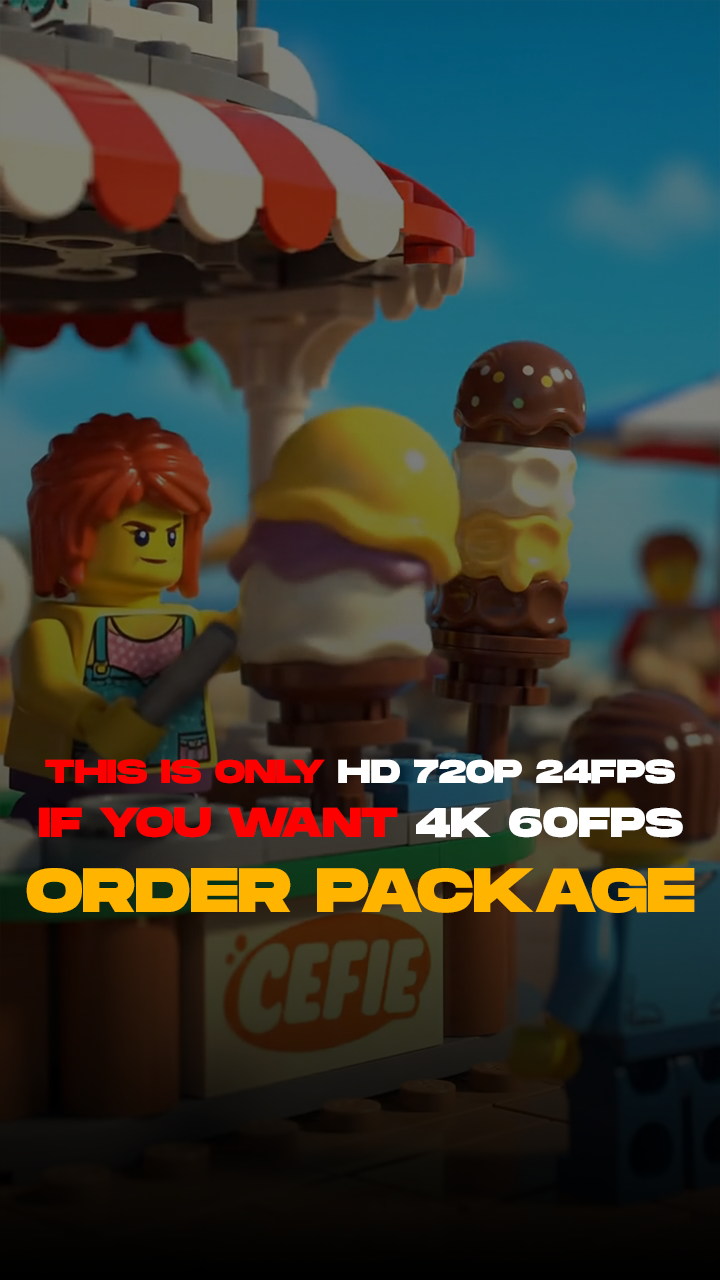 THIS IS ONLY HD 720P 24FPS
IF YOU WANT 4K 60FPS
ORDER PACKAGE
CEFIE